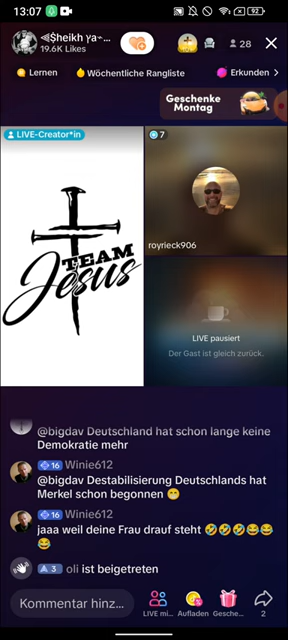 13:07
92
⫷$heikh ץa~...
19.6K Likes
28
Lernen
Wöchentliche Rangliste
Erkunden
Geschenke
Montag
LIVE-Creator*in
7
TEAM
Jesus
royrieck906
LIVE pausiert
Der Gast ist gleich zurück.
@bigdav Deutschland hat schon lange keine
Demokratie mehr
16 Winie612
@bigdav Destabilisierung Deutschlands hat
Merkel schon begonnen 😁
16 Winie612
jaaa weil deine Frau drauf steht 🤣🤣🤣😂😂
😂
3 oli ist beigetreten
Kommentar hinz...
LIVE mi...
Aufladen
Gesche...
2